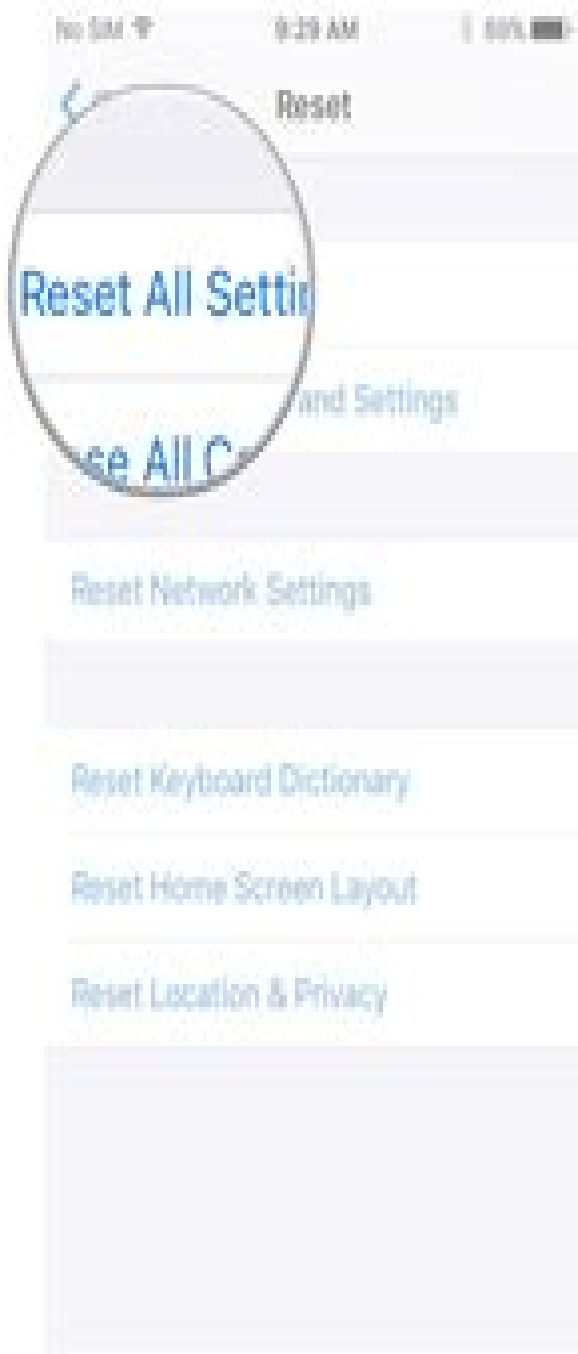 No SIM 9:29 AM
Reset
Reset All Settin
and Settings
se All C
Reset Network Settings
Reset Keyboard Dictionary
Reset Home Screen Layout
Reset Location & Privacy